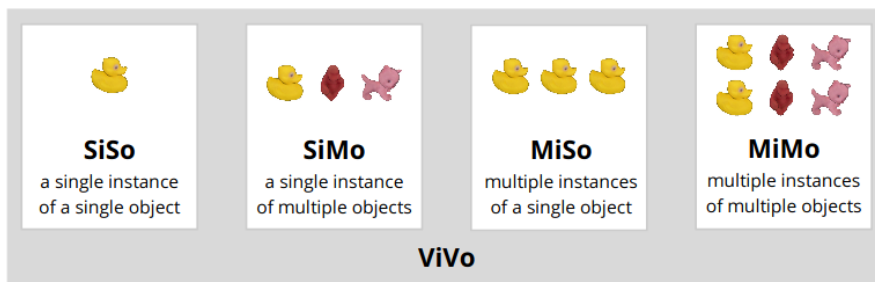 SiSo
a single instance
of a single object
SiMo
a single instance
of multiple objects
MiSo
multiple instances
of a single object
MiMo
multiple instances
of multiple objects
ViVo